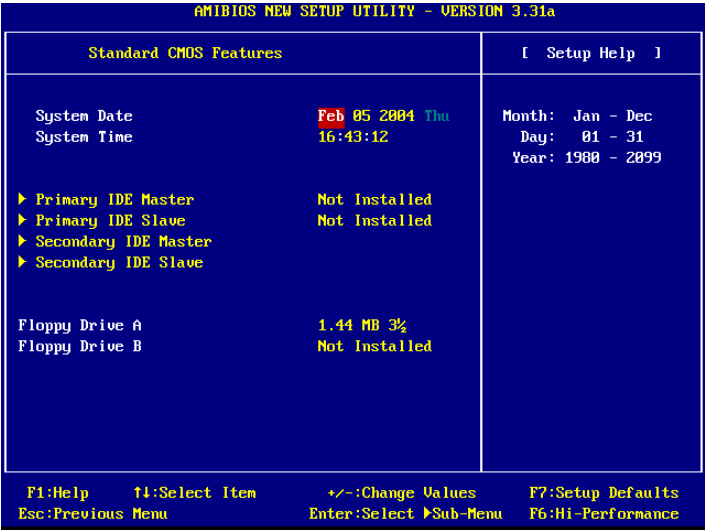 AMIBIOS NEW SETUP UTILITY - VERSION 3.31a
Standard CMOS Features
[ Setup Help ]
System Date Feb 05 2004 Thu
System Time 16:43:12
Month: Jan - Dec
Day: 01 - 31
Year: 1980 - 2099
Primary IDE Master Not Installed
Primary IDE Slave Not Installed
Secondary IDE Master
Secondary IDE Slave
Floppy Drive A 1.44 MB 3½
Floppy Drive B Not Installed
F1:Help ↑↓:Select Item +/-:Change Values F7:Setup Defaults
Esc:Previous Menu Enter:Select ►Sub-Menu F6:Hi-Performance